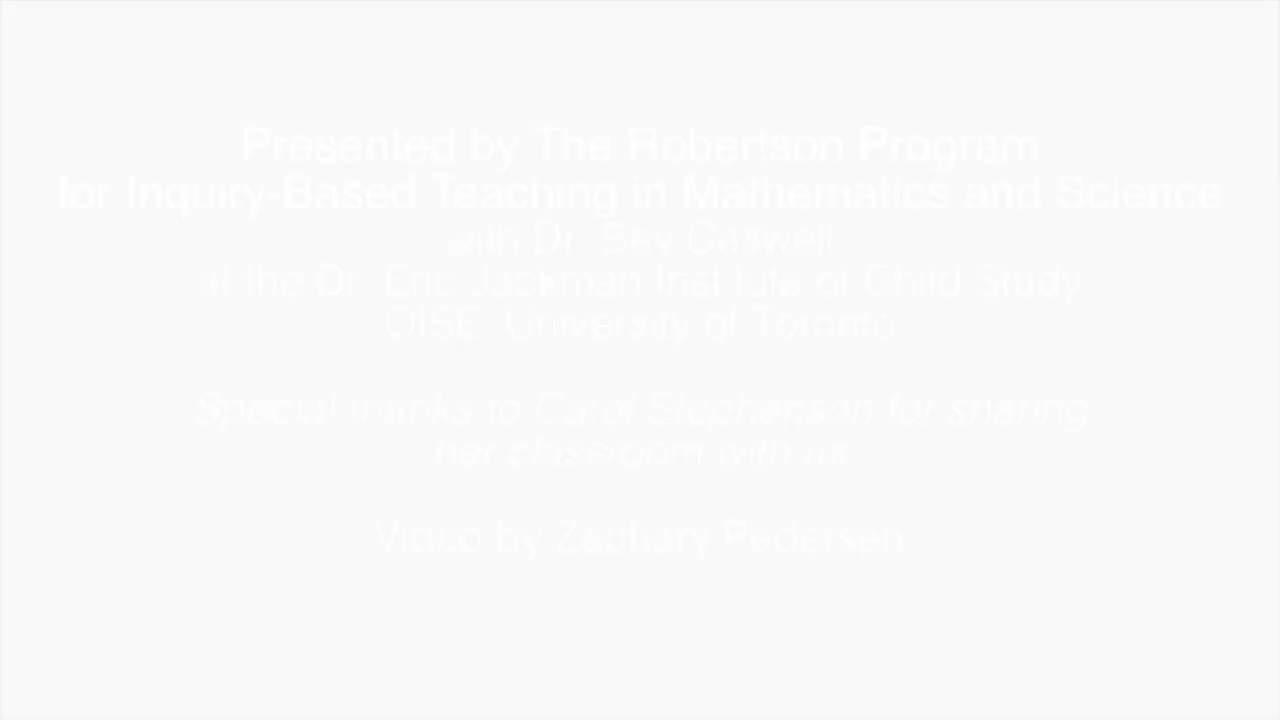 Presented by The Robertson Program
for Inquiry-Based Teaching in Mathematics and Science
with Dr. Bev Caswell
at the Dr. Eric Jackman Institute of Child Study
OISE, University of Toronto
Special thanks to Carol Stephenson for sharing
her classroom with us
Video by Zachary Pedersen